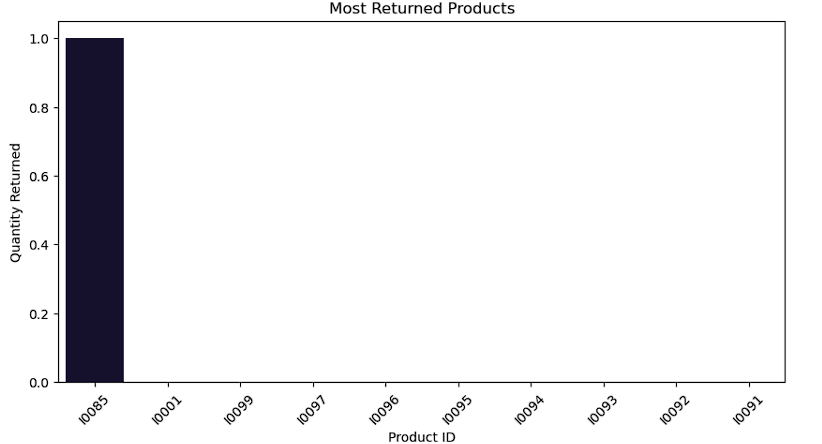 Most Returned Products
Quantity Returned
1.0
0.8
0.6
0.4
0.2
0.0
I0085
I0001
I0099
I0097
I0096
I0095
I0094
I0093
I0092
I0091
Product ID